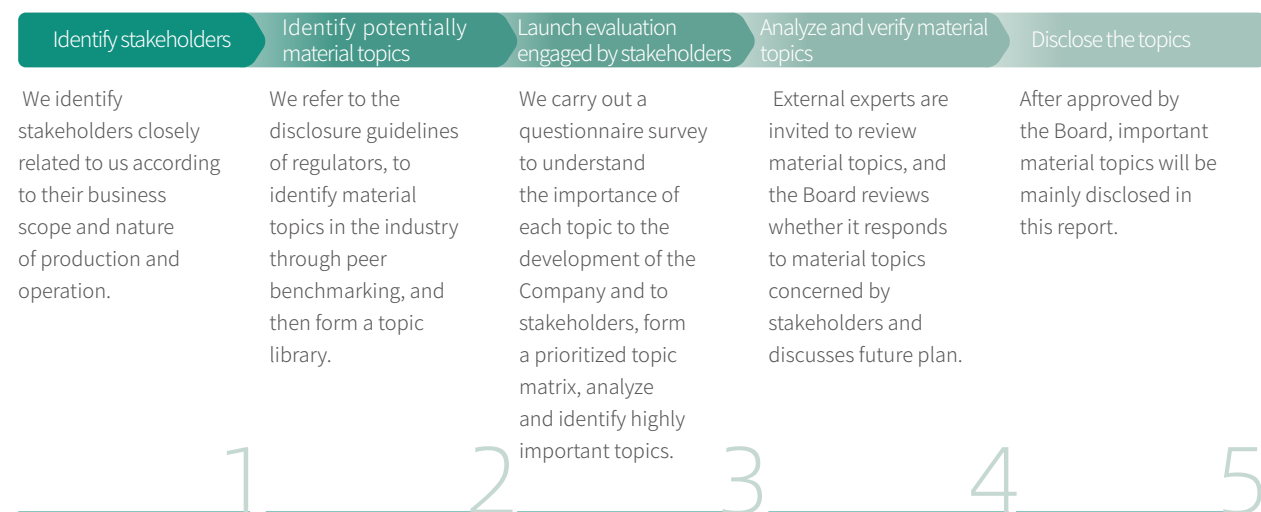 Identify stakeholders
We identify
stakeholders closely
related to us according
to their business
scope and nature
of production and
operation.
1
Identify potentially
material topics
We refer to the
disclosure guidelines
of regulators, to
identify material
topics in the industry
through peer
benchmarking, and
then form a topic
library.
2
Launch evaluation
engaged by stakeholders
We carry out a
questionnaire survey
to understand
the importance of
each topic to the
development of the
Company and to
stakeholders, form
a prioritized topic
matrix, analyze
and identify highly
important topics.
3
Analyze and verify material
topics
External experts are
invited to review
material topics, and
the Board reviews
whether it responds
to material topics
concerned by
stakeholders and
discusses future plan.
4
Disclose the topics
After approved by
the Board, important
material topics will be
mainly disclosed in
this report.
5